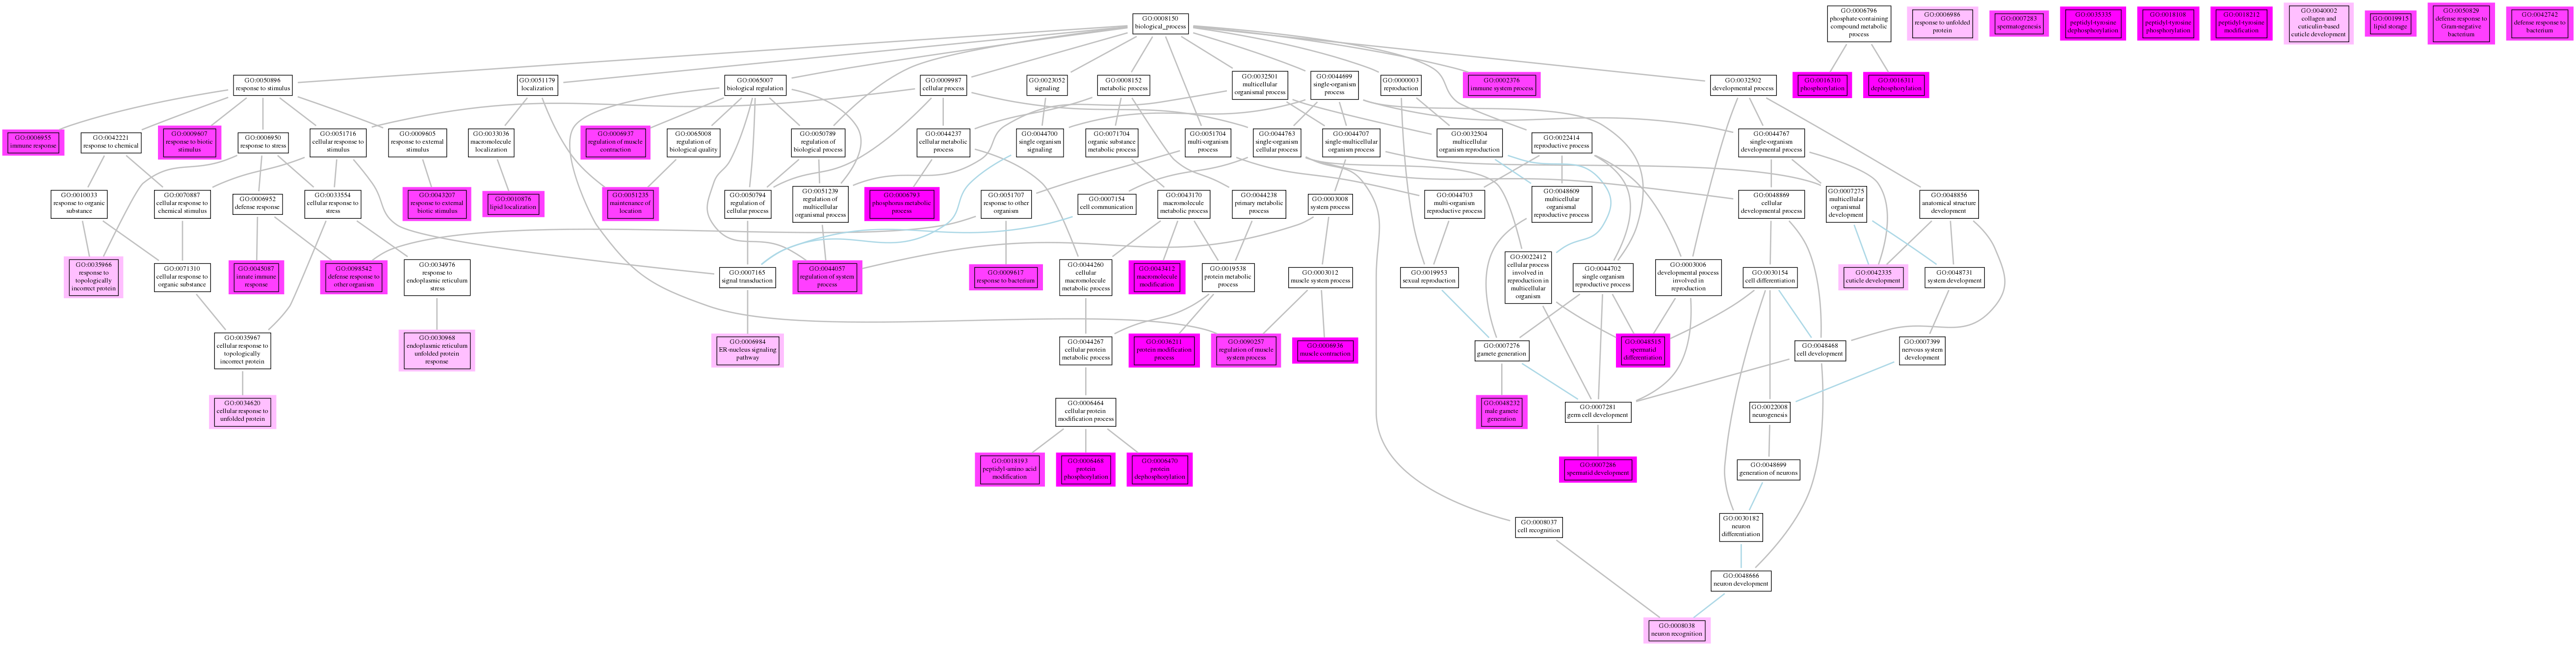 GO:0008150
biological_process
GO:0006796
phosphate-containing
compound metabolic
process
GO:0006986
response to unfolded
protein
GO:0007283
spermatogenesis
GO:0035335
peptidyl-tyrosine
dephosphorylation
GO:0018108
peptidyl-tyrosine
phosphorylation
GO:0018212
peptidyl-tyrosine
modification
GO:0040002
collagen and
cuticulin-based
cuticle development
GO:0019915
lipid storage
GO:0050829
defense response to
Gram-negative
bacterium
GO:0042742
defense response to
bacterium
GO:0050896
response to stimulus
GO:0051179
localization
GO:0065007
biological regulation
GO:0009987
cellular process
GO:0023052
signaling
GO:0008152
metabolic process
GO:0032501
multicellular
organismal process
GO:0044699
single-organism
process
GO:0000003
reproduction
GO:0002376
immune system process
GO:0032502
developmental process
GO:0016310
phosphorylation
GO:0016311
dephosphorylation
GO:0006955
immune response
GO:0042221
response to chemical
GO:0009607
response to biotic
stimulus
GO:0006950
response to stress
GO:0051716
cellular response to
stimulus
GO:0009605
response to external
stimulus
GO:0033036
macromolecule
localization
GO:0006937
regulation of muscle
contraction
GO:0065008
regulation of
biological quality
GO:0050789
regulation of
biological process
GO:0044237
cellular metabolic
process
GO:0044700
single organism
signaling
GO:0071704
organic substance
metabolic process
GO:0051704
multi-organism
process
GO:0044763
single-organism
cellular process
GO:0044707
single-multicellular
organism process
GO:0032504
multicellular
organism reproduction
GO:0022414
reproductive process
GO:0044767
single-organism
developmental process
GO:0010033
response to organic
substance
GO:0070887
cellular response to
chemical stimulus
GO:0006952
defense response
GO:0033554
cellular response to
stress
GO:0043207
response to external
biotic stimulus
GO:0010876
lipid localization
GO:0051235
maintenance of
location
GO:0050794
regulation of
cellular process
GO:0051239
regulation of
multicellular
organismal process
GO:0006793
phosphorus metabolic
process
GO:0051707
response to other
organism
GO:0007154
cell communication
GO:0043170
macromolecule
metabolic process
GO:0044238
primary metabolic
process
GO:0003008
system process
GO:0044703
multi-organism
reproductive process
GO:0048609
multicellular
organismal
reproductive process
GO:0048869
cellular
developmental process
GO:0007275
multicellular
organismal
development
GO:0048856
anatomical structure
development
GO:0035966
response to
topologically
incorrect protein
GO:0071310
cellular response to
organic substance
GO:0045087
innate immune
response
GO:0098542
defense response to
other organism
GO:0034976
response to
endoplasmic reticulum
stress
GO:0007165
signal transduction
GO:0044057
regulation of system
process
GO:0009617
response to bacterium
GO:0044260
cellular
macromolecule
metabolic process
GO:0043412
macromolecule
modification
GO:0019538
protein metabolic
process
GO:0003012
muscle system process
GO:0019953
sexual reproduction
GO:0022412
cellular process
involved in
reproduction in
multicellular
organism
GO:0044702
single organism
reproductive process
GO:0003006
developmental process
involved in
reproduction
GO:0030154
cell differentiation
GO:0042335
cuticle development
GO:0048731
system development
GO:0035967
cellular response to
topologically
incorrect protein
GO:0030968
endoplasmic reticulum
unfolded protein
response
GO:0006984
ER-nucleus signaling
pathway
GO:0044267
cellular protein
metabolic process
GO:0036211
protein modification
process
GO:0090257
regulation of muscle
system process
GO:0006936
muscle contraction
GO:0007276
gamete generation
GO:0048515
spermatid
differentiation
GO:0048468
cell development
GO:0007399
nervous system
development
GO:0034620
cellular response to
unfolded protein
GO:0006464
cellular protein
modification process
GO:0048232
male gamete
generation
GO:0007281
germ cell development
GO:0022008
neurogenesis
GO:0018193
peptidyl-amino acid
modification
GO:0006468
protein
phosphorylation
GO:0006470
protein
dephosphorylation
GO:0007286
spermatid development
GO:0048699
generation of neurons
GO:0008037
cell recognition
GO:0030182
neuron
differentiation
GO:0048666
neuron development
GO:0008038
neuron recognition